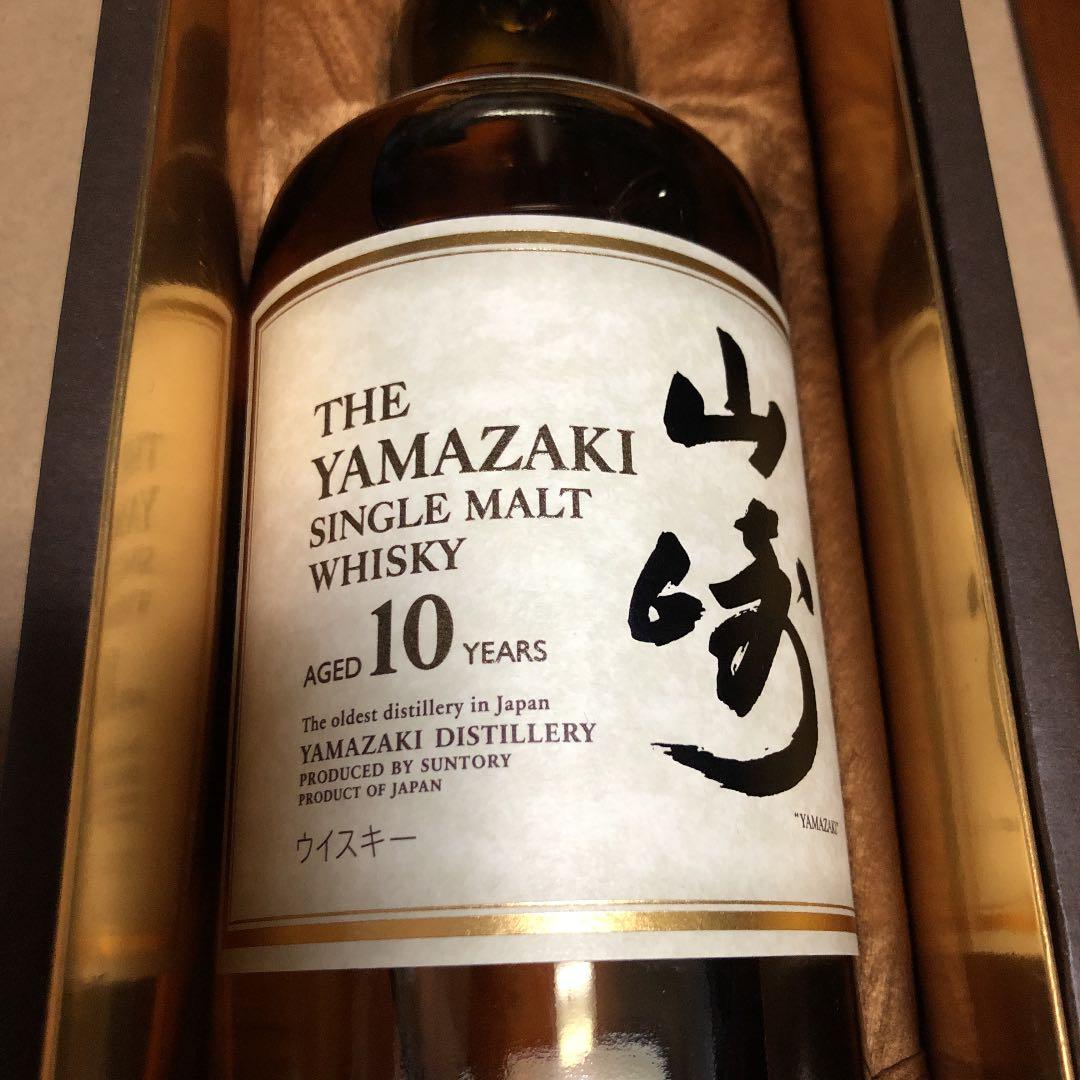 THE
YAMAZAKI
SINGLE MALT
WHISKY
AGED 10 YEARS
The oldest distillery in Japan
YAMAZAKI DISTILLERY
PRODUCED BY SUNTORY
PRODUCT OF JAPAN
ウイスキー
山崎
"YAMAZAKI"